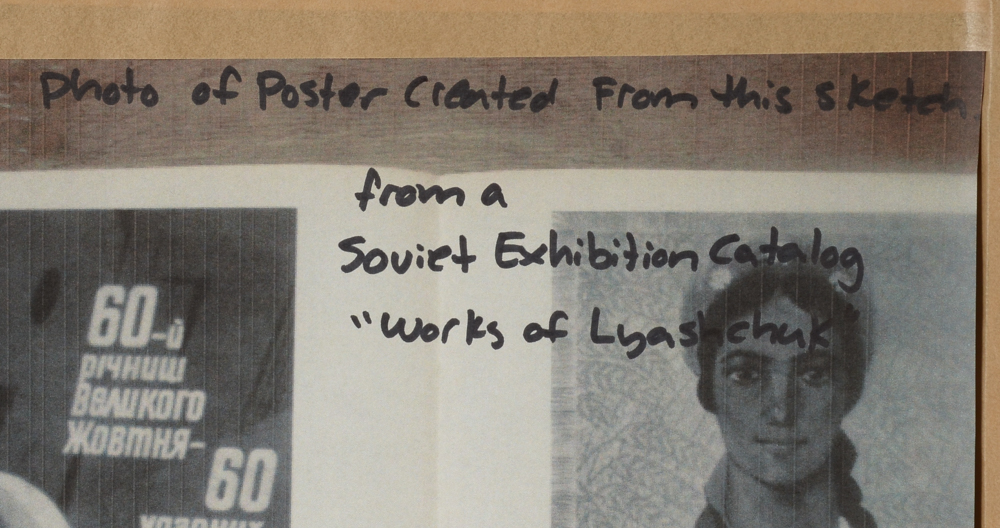 Photo of Poster Created From this sketch
from a
Soviet Exhibition Catalog
"Works of Lyashchuk"
60-й
річниці
Великого
Жовтня-
60
ударних